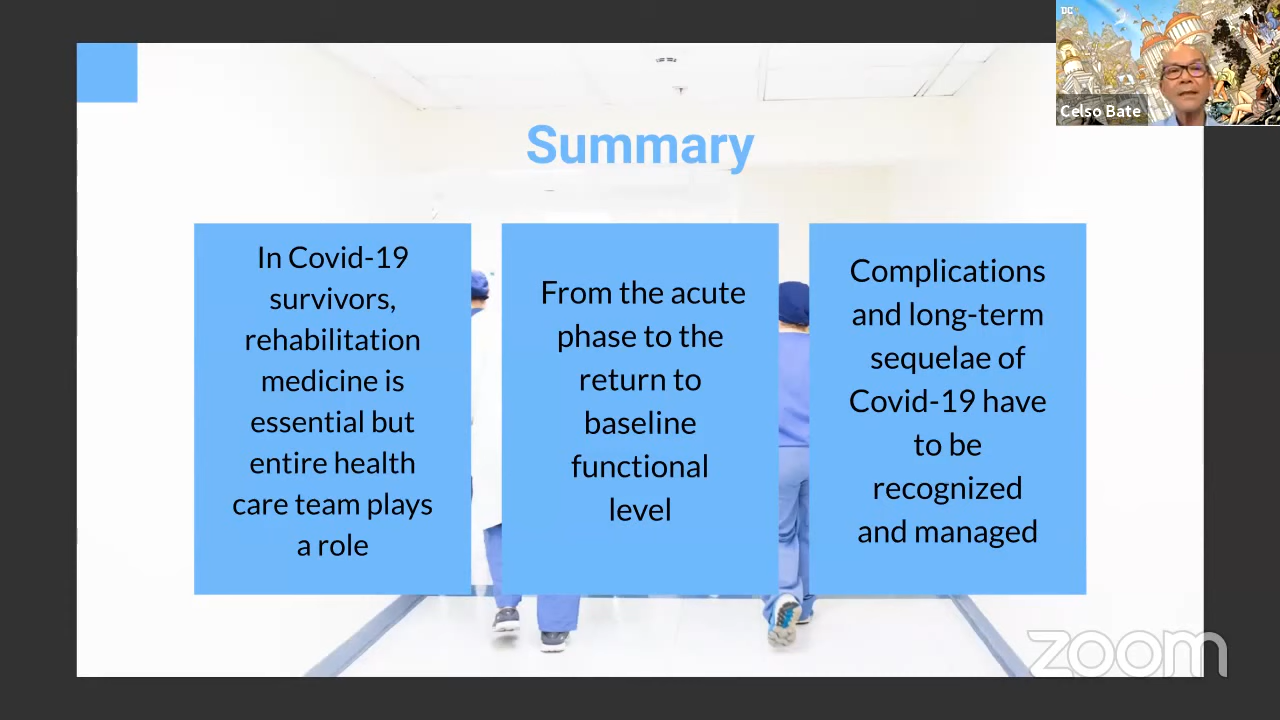 DC
Celso Bate
Summary
In Covid-19
survivors,
rehabilitation
medicine is
essential but
entire health
care team plays
a role
From the acute
phase to the
return to
baseline
functional
level
Complications
and long-term
sequelae of
Covid-19 have
to be
recognized
and managed
zoom